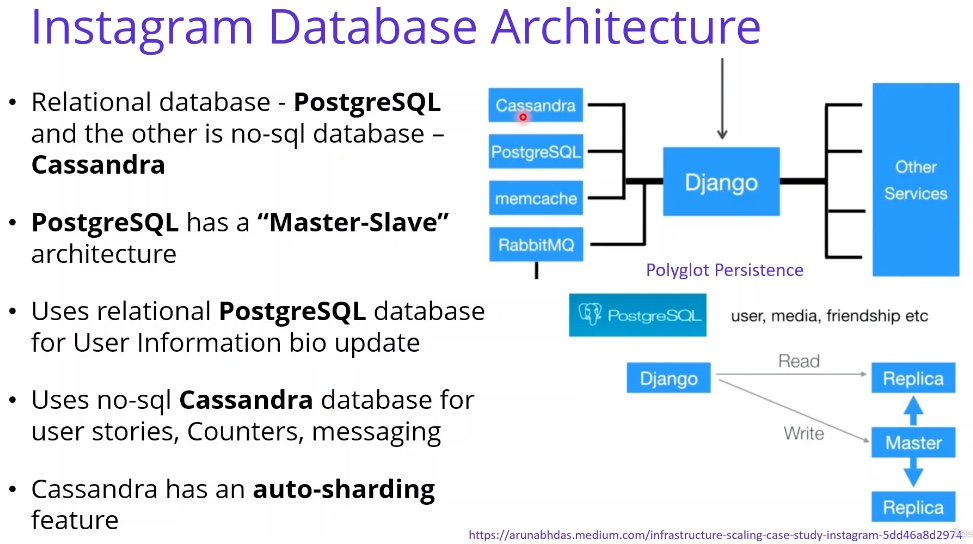 Instagram Database Architecture
• Relational database - PostgreSQL
and the other is no-sql database –
Cassandra
• PostgreSQL has a “Master-Slave”
architecture
• Uses relational PostgreSQL database
for User Information bio update
• Uses no-sql Cassandra database for
user stories, Counters, messaging
• Cassandra has an auto-sharding
feature
Cassandra
PostgreSQL
memcache
RabbitMQ
Django
Other
Services
Polyglot Persistence
PostgreSQL
user, media, friendship etc
Django
Read
Write
Replica
Master
Replica
https://arunabhdas.medium.com/infrastructure-scaling-case-study-instagram-5dd46a8d2974